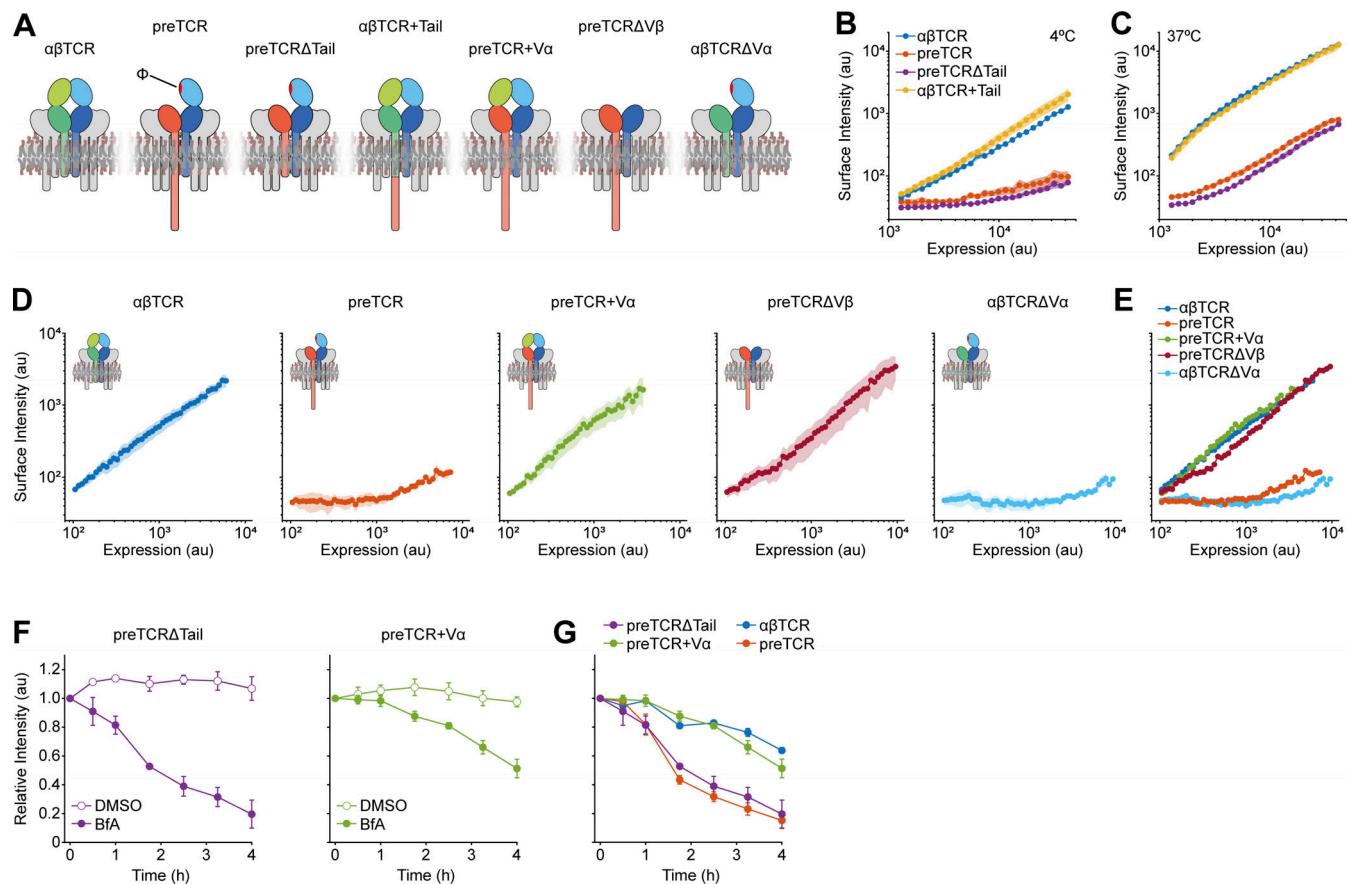 A
αβTCR
preTCR
Φ
preTCRΔTail
αβTCR+Tail
preTCR+Vα
preTCRΔVβ
αβTCRΔVα
B
αβTCR
preTCR
preTCRΔTail
αβTCR+Tail
4ºC
Surface Intensity (au)
10⁴
10³
10²
10³
10⁴
Expression (au)
C
37ºC
Surface Intensity (au)
10⁴
10³
10²
10³
10⁴
Expression (au)
D
αβTCR
preTCR
preTCR+Vα
preTCRΔVβ
αβTCRΔVα
Surface Intensity (au)
10⁴
10³
10²
10² 10³ 10⁴
Expression (au)
10² 10³ 10⁴
Expression (au)
10² 10³ 10⁴
Expression (au)
10² 10³ 10⁴
Expression (au)
10² 10³ 10⁴
Expression (au)
E
αβTCR
preTCR
preTCR+Vα
preTCRΔVβ
αβTCRΔVα
10² 10³ 10⁴
Expression (au)
F
preTCRΔTail
Relative Intensity (au)
1.2
1.0
0.8
0.6
0.4
0.2
0
DMSO
BfA
0 1 2 3 4
Time (h)
preTCR+Vα
DMSO
BfA
0 1 2 3 4
Time (h)
G
preTCRΔTail
αβTCR
preTCR+Vα
preTCR
0 1 2 3 4
Time (h)